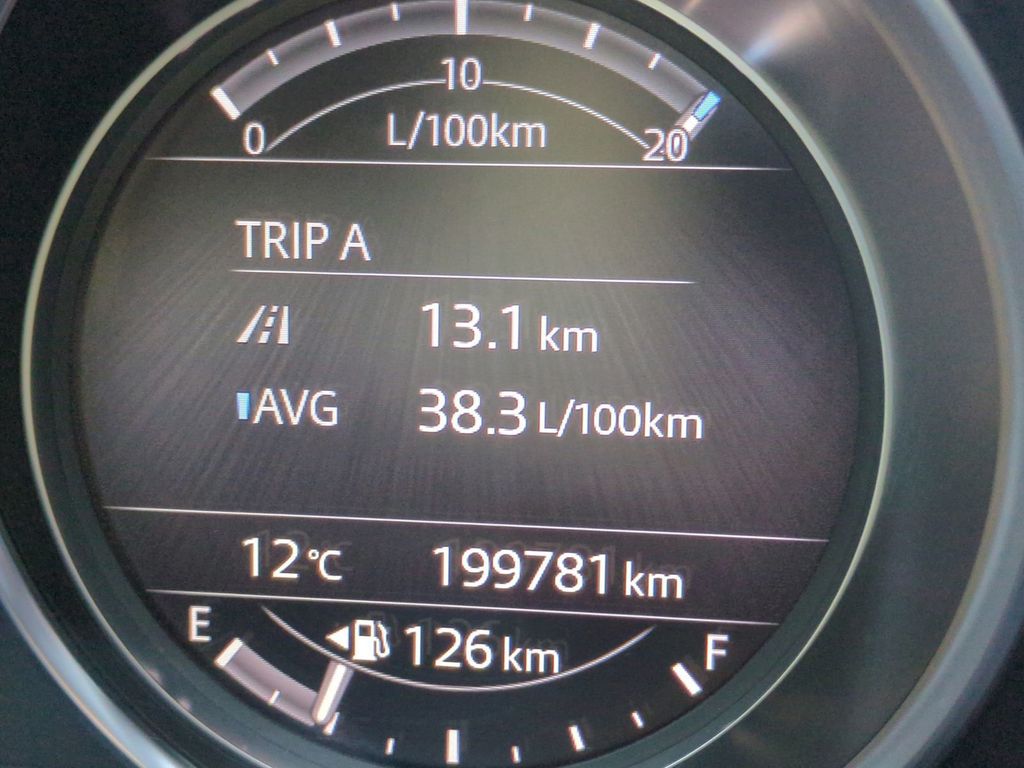 10
0 L/100km 20
TRIP A
13.1 km
AVG 38.3 L/100km
12°C 199781 km
E 126 km F